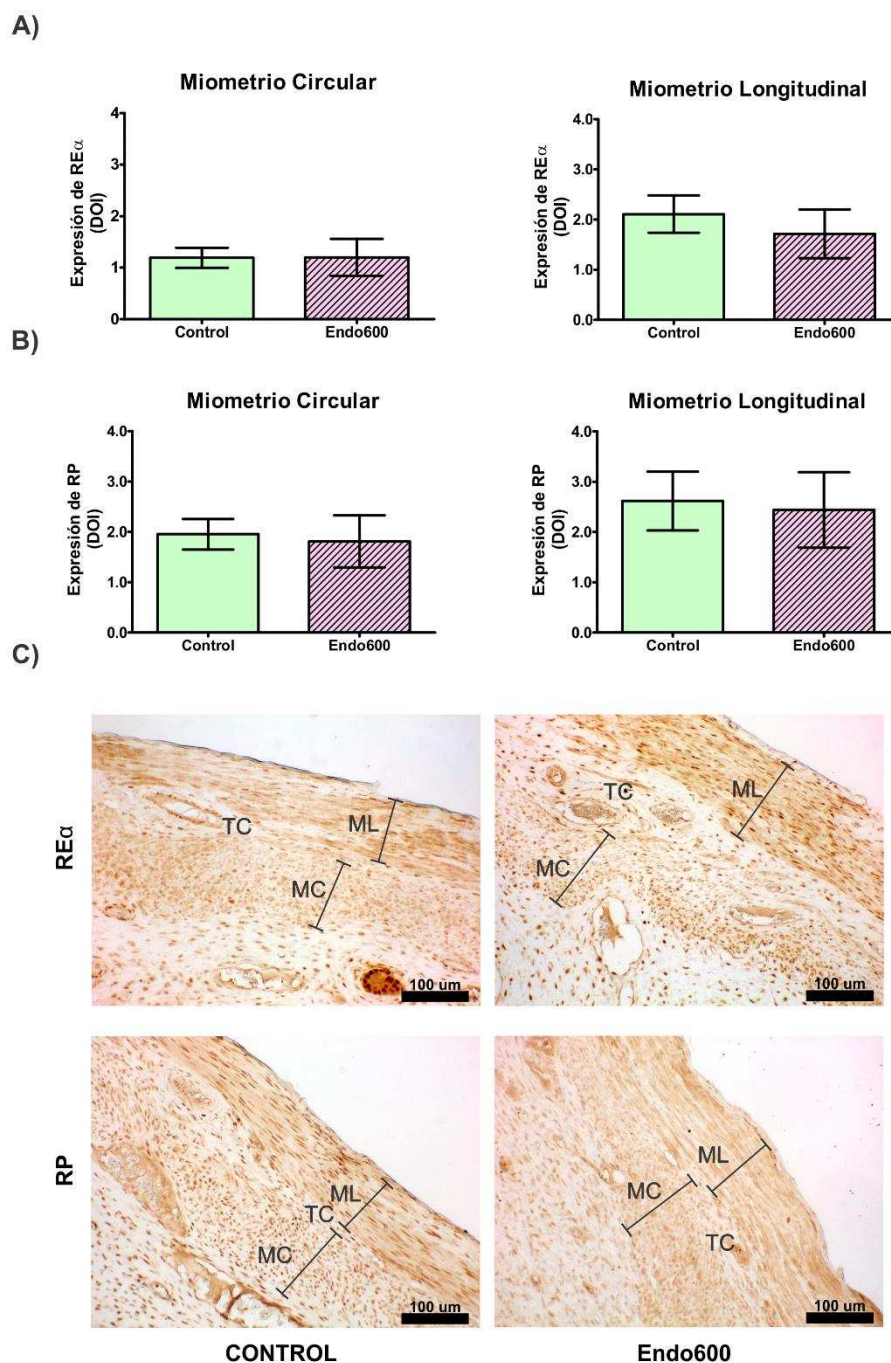 A)
Miometrio Circular
Expresión de REα
(DOI)
4
3
2
1
0
Control
Endo600
Miometrio Longitudinal
Expresión de REα
(DOI)
4.0
3.0
2.0
1.0
0.0
Control
Endo600
B)
Miometrio Circular
Expresión de RP
(DOI)
4.0
3.0
2.0
1.0
0.0
Control
Endo600
Miometrio Longitudinal
Expresión de RP
(DOI)
4.0
3.0
2.0
1.0
0.0
Control
Endo600
C)
REα
TC
ML
MC
100 um
TC
ML
MC
100 um
RP
ML
TC
MC
100 um
ML
MC
TC
100 um
CONTROL
Endo600